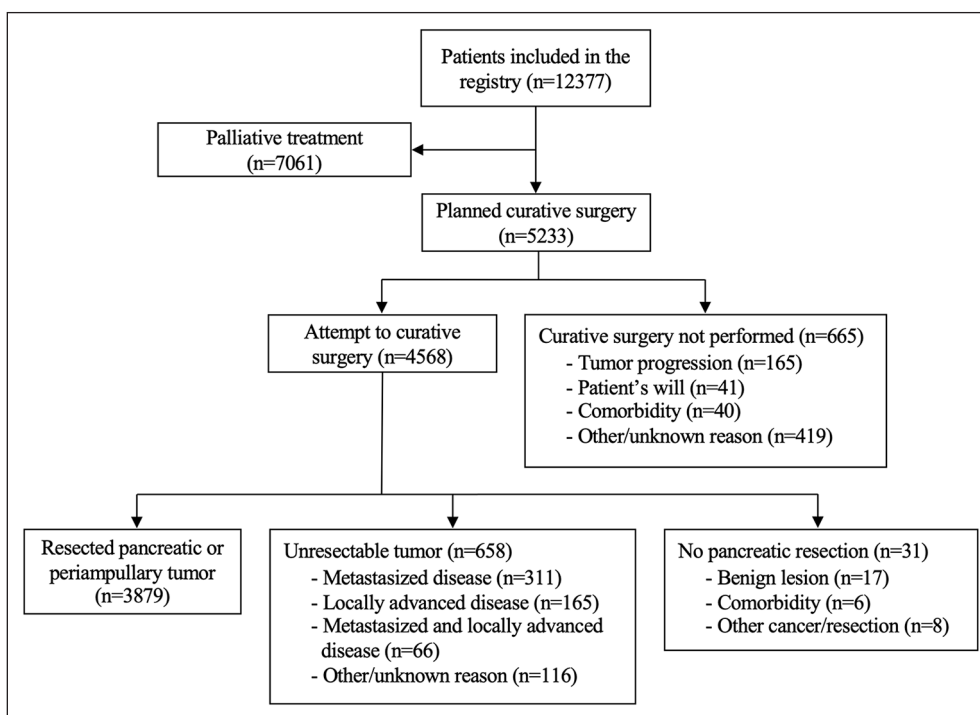 Patients included in the
registry (n=12377)
Palliative treatment
(n=7061)
Planned curative surgery
(n=5233)
Attempt to curative
surgery (n=4568)
Curative surgery not performed (n=665)
- Tumor progression (n=165)
- Patient's will (n=41)
- Comorbidity (n=40)
- Other/unknown reason (n=419)
Resected pancreatic or
periampullary tumor
(n=3879)
Unresectable tumor (n=658)
- Metastasized disease (n=311)
- Locally advanced disease (n=165)
- Metastasized and locally advanced
disease (n=66)
- Other/unknown reason (n=116)
No pancreatic resection (n=31)
- Benign lesion (n=17)
- Comorbidity (n=6)
- Other cancer/resection (n=8)